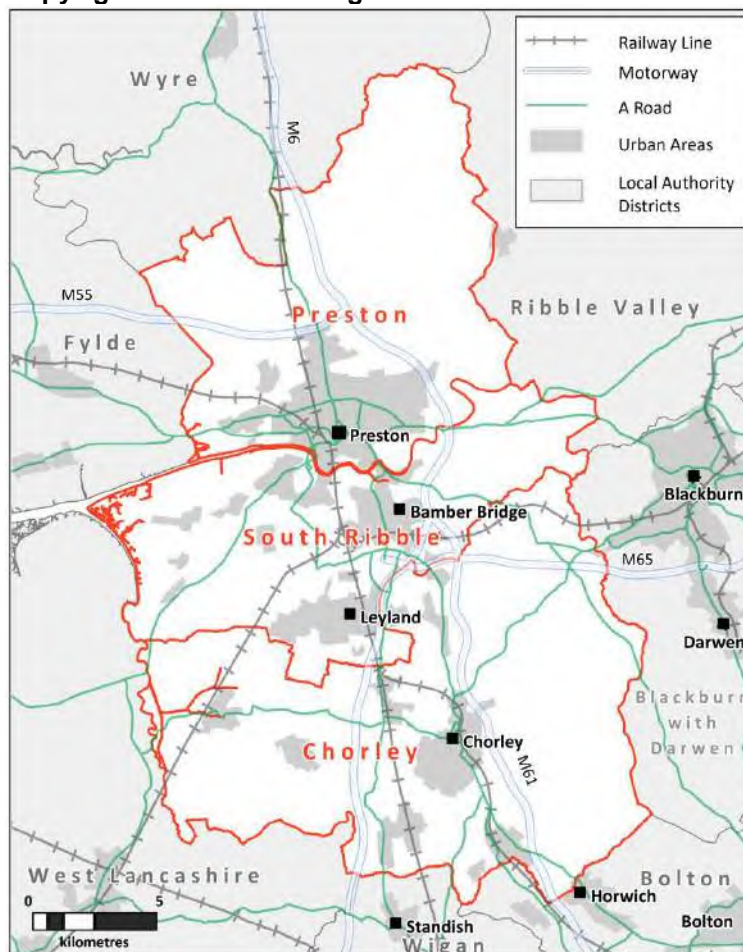 Railway Line
Motorway
A Road
Urban Areas
Local Authority
Districts
Wyre
M6
M55
Preston
Ribble Valley
Fylde
Preston
Blackburn
Bamber Bridge
South Ribble
M65
Leyland
Darwen
Blackburn
with
Darwen
Chorley
Chorley
M61
West Lancashire
Bolton
Horwich
0 5
kilometres
Standish
Bolton
Wigan